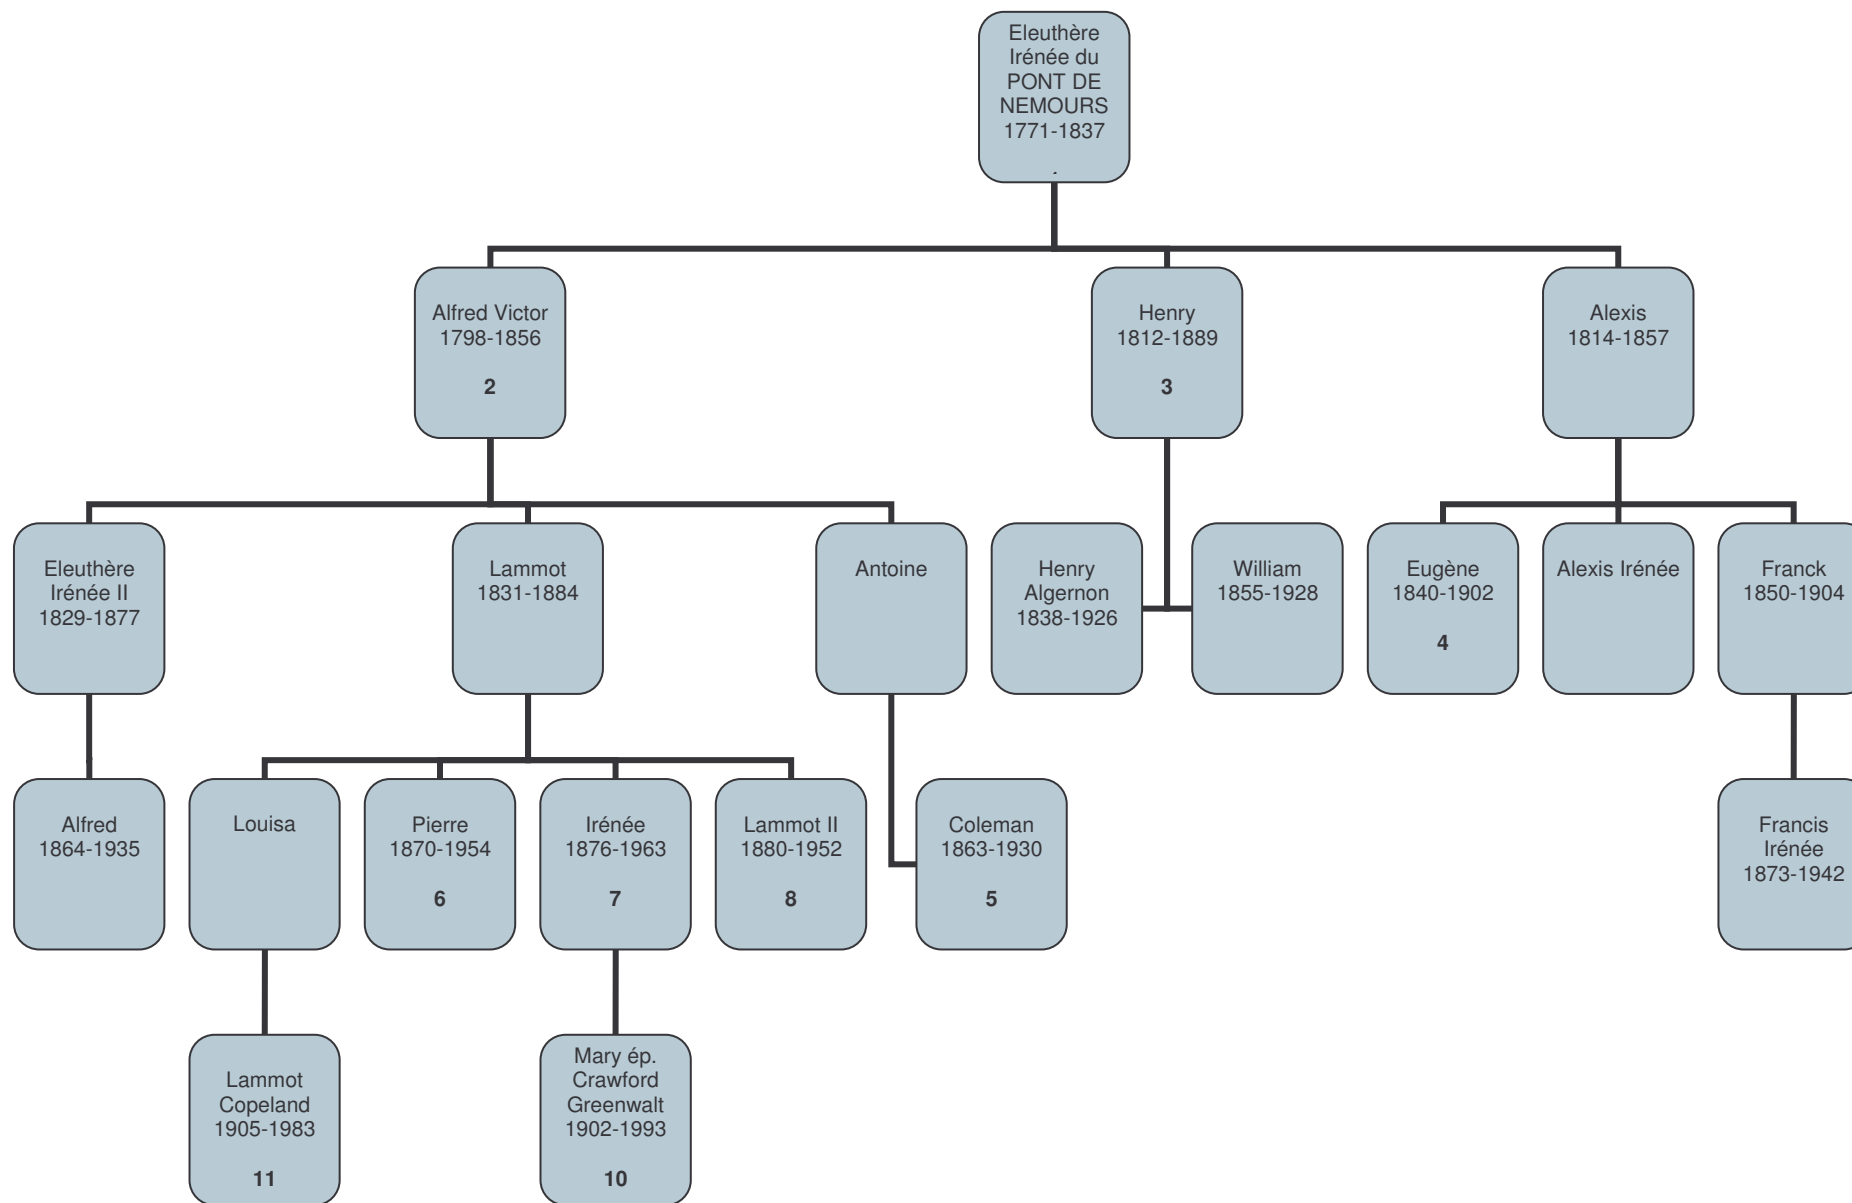 Eleuthère
Irénée du
PONT DE
NEMOURS
1771-1837
Alfred Victor
1798-1856
2
Henry
1812-1889
3
Alexis
1814-1857
Eleuthère
Irénée II
1829-1877
Lammot
1831-1884
Antoine
Henry
Algernon
1838-1926
William
1855-1928
Eugène
1840-1902
4
Alexis Irénée
Franck
1850-1904
Alfred
1864-1935
Louisa
Pierre
1870-1954
6
Irénée
1876-1963
7
Lammot II
1880-1952
8
Coleman
1863-1930
5
Francis
Irénée
1873-1942
Lammot
Copeland
1905-1983
11
Mary ép.
Crawford
Greenwalt
1902-1993
10